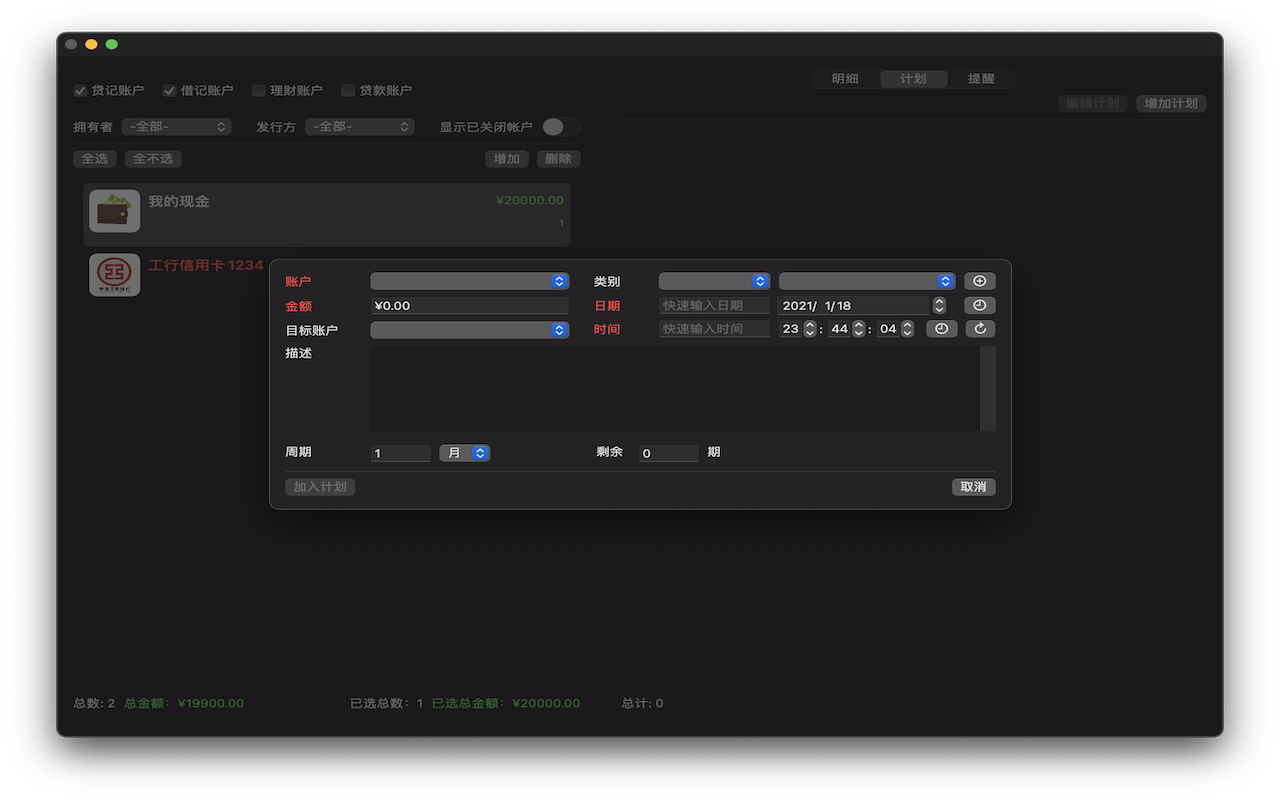 贷记账户 借记账户 理财账户 贷款账户
明细 计划 提醒
编辑计划 增加计划
拥有者 -全部- 发行方 -全部- 显示已关闭帐户
全选 全不选 增加 删除
我的现金 ¥20000.00
1
工行信用卡1234
账户 类别
金额 ¥0.00 日期 快速输入日期 2021/ 1/18
目标账户 时间 快速输入时间 23 : 44 : 04
描述
周期 1 月 剩余 0 期
加入计划 取消
总数: 2 总金额: ¥19900.00 已选总数: 1 已选总金额: ¥20000.00 总计: 0